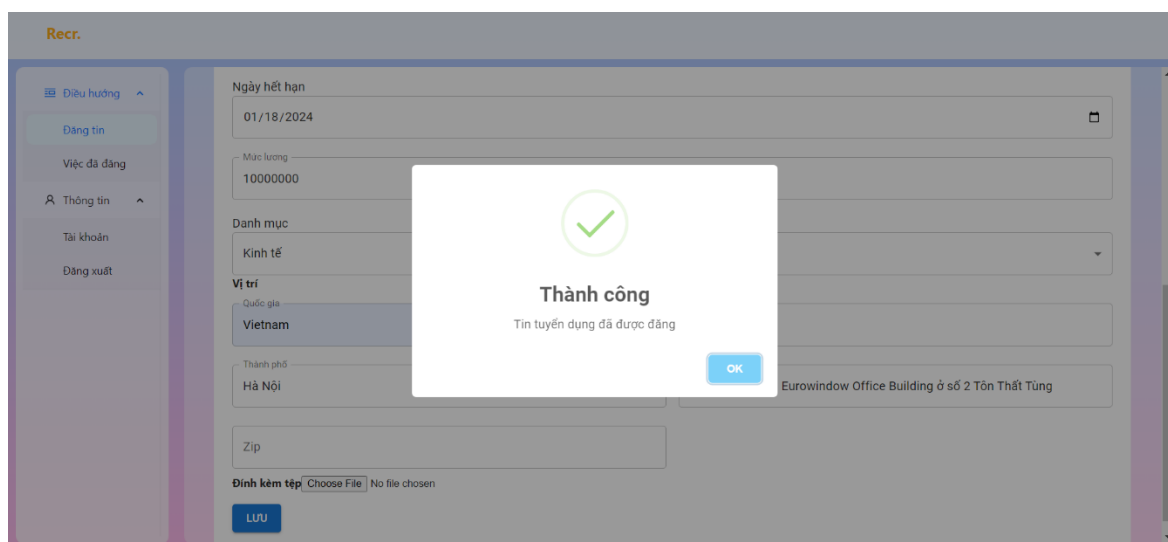 Recr.
Điều hướng
Đăng tin
Việc đã đăng
Thông tin
Tài khoản
Đăng xuất
Ngày hết hạn
01/18/2024
Mức lương
10000000
Danh mục
Kinh tế
Vị trí
Quốc gia
Vietnam
Thành phố
Hà Nội
Eurowindow Office Building ở số 2 Tôn Thất Tùng
Zip
Đính kèm tệp Choose File No file chosen
LƯU
Thành công
Tin tuyển dụng đã được đăng
OK